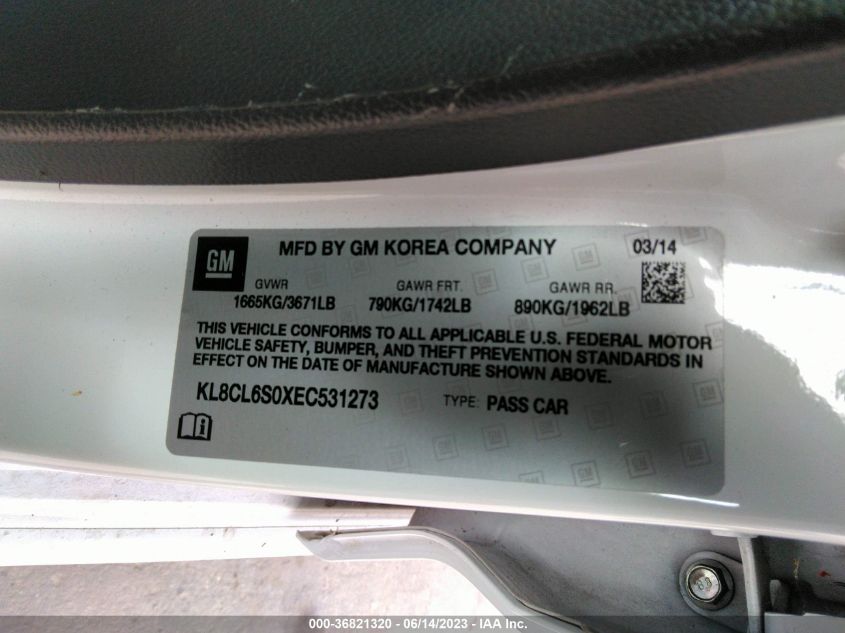 GM
MFD BY GM KOREA COMPANY 03/14
GVWR GAWR FRT. GAWR RR.
1665KG/3671LB 790KG/1742LB 890KG/1962LB
THIS VEHICLE CONFORMS TO ALL APPLICABLE U.S. FEDERAL MOTOR
VEHICLE SAFETY, BUMPER, AND THEFT PREVENTION STANDARDS IN
EFFECT ON THE DATE OF MANUFACTURE SHOWN ABOVE.
KL8CL6S0XEC531273 TYPE: PASS CAR
000-36821320 - 06/14/2023 - IAA Inc.